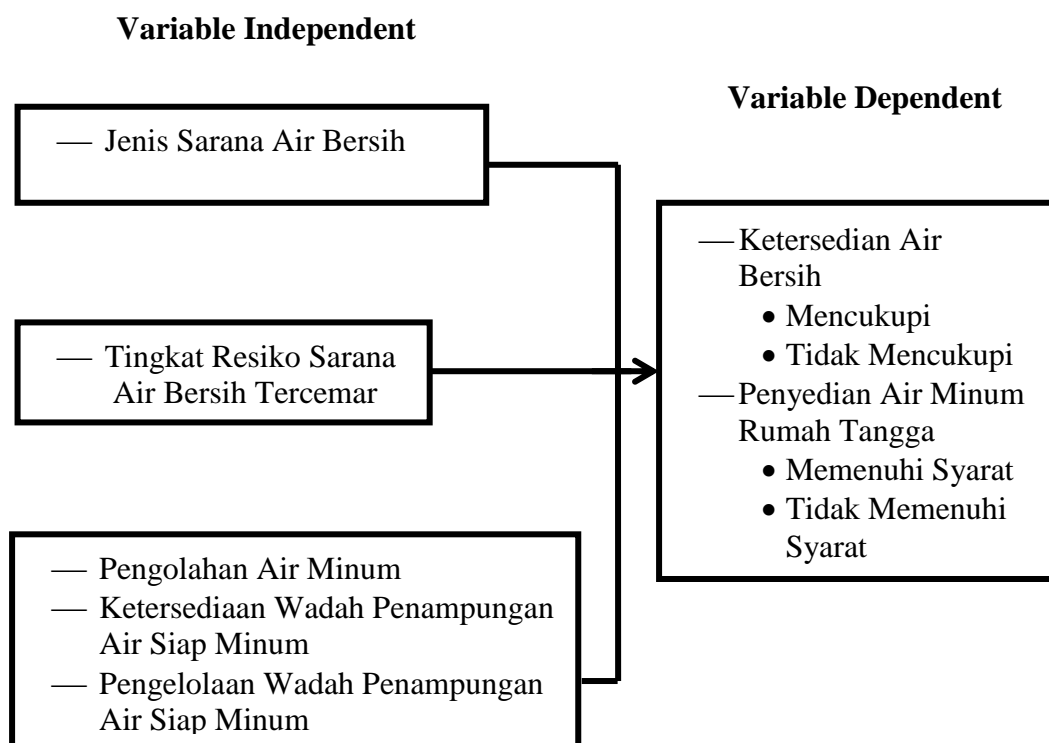 Variable Independent
— Jenis Sarana Air Bersih
— Tingkat Resiko Sarana
Air Bersih Tercemar
— Pengolahan Air Minum
— Ketersediaan Wadah Penampungan
Air Siap Minum
— Pengelolaan Wadah Penampungan
Air Siap Minum
Variable Dependent
— Ketersedian Air
Bersih
• Mencukupi
• Tidak Mencukupi
— Penyedian Air Minum
Rumah Tangga
• Memenuhi Syarat
• Tidak Memenuhi
Syarat